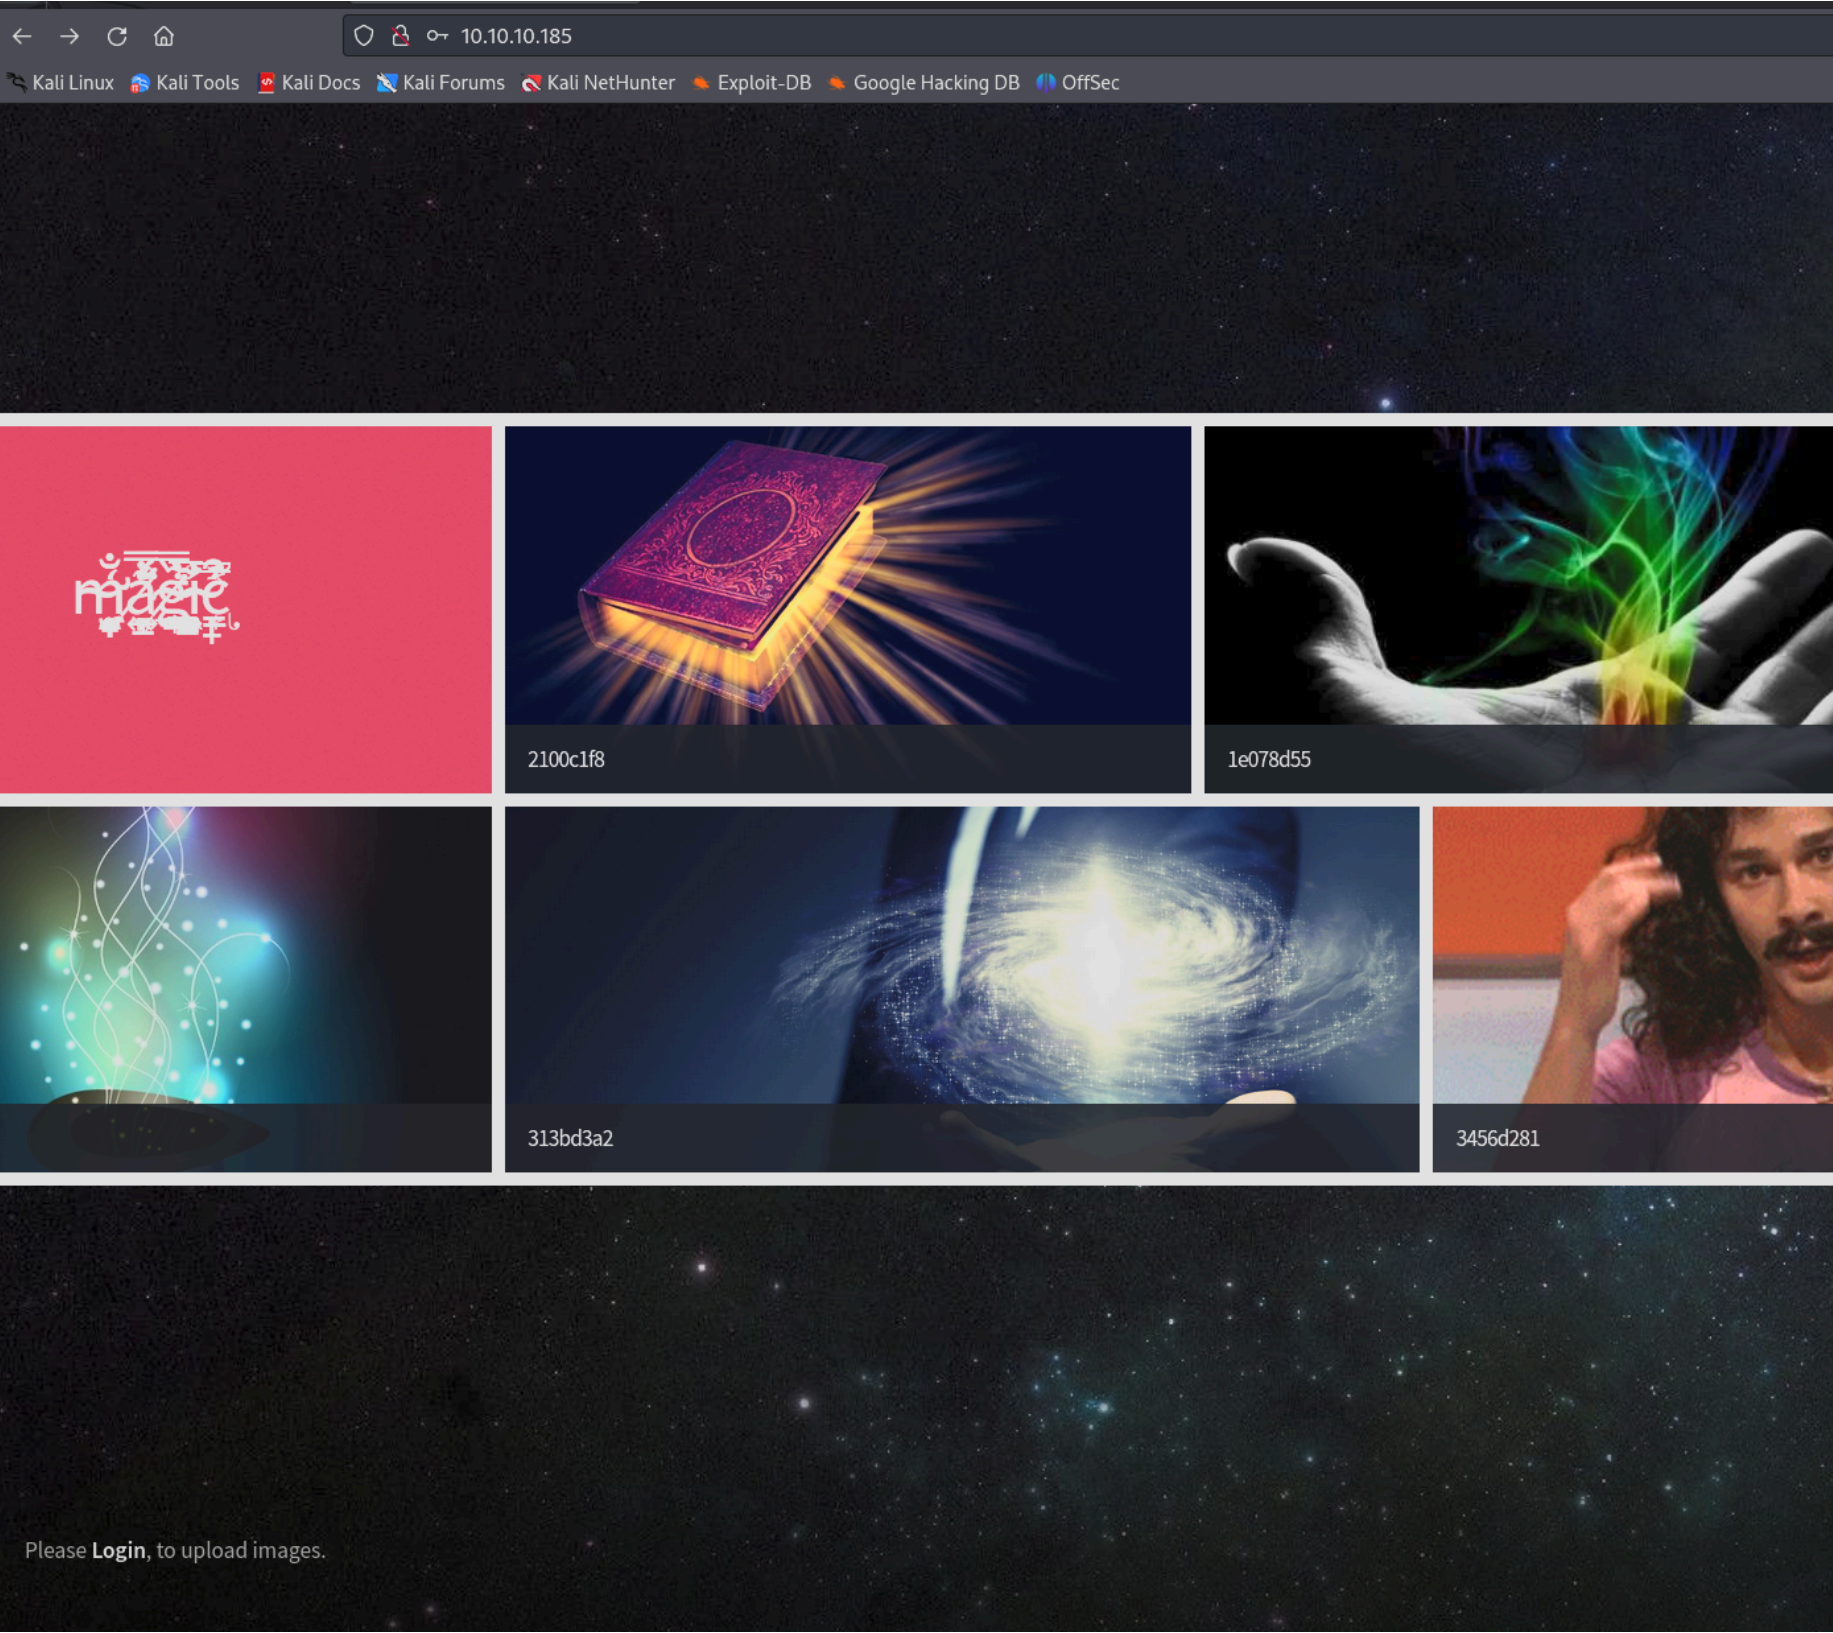 10.10.10.185
Kali Linux Kali Tools Kali Docs Kali Forums Kali NetHunter Exploit-DB Google Hacking DB OffSec
magic
2100c1f8
1e078d55
313bd3a2
3456d281
Please Login, to upload images.